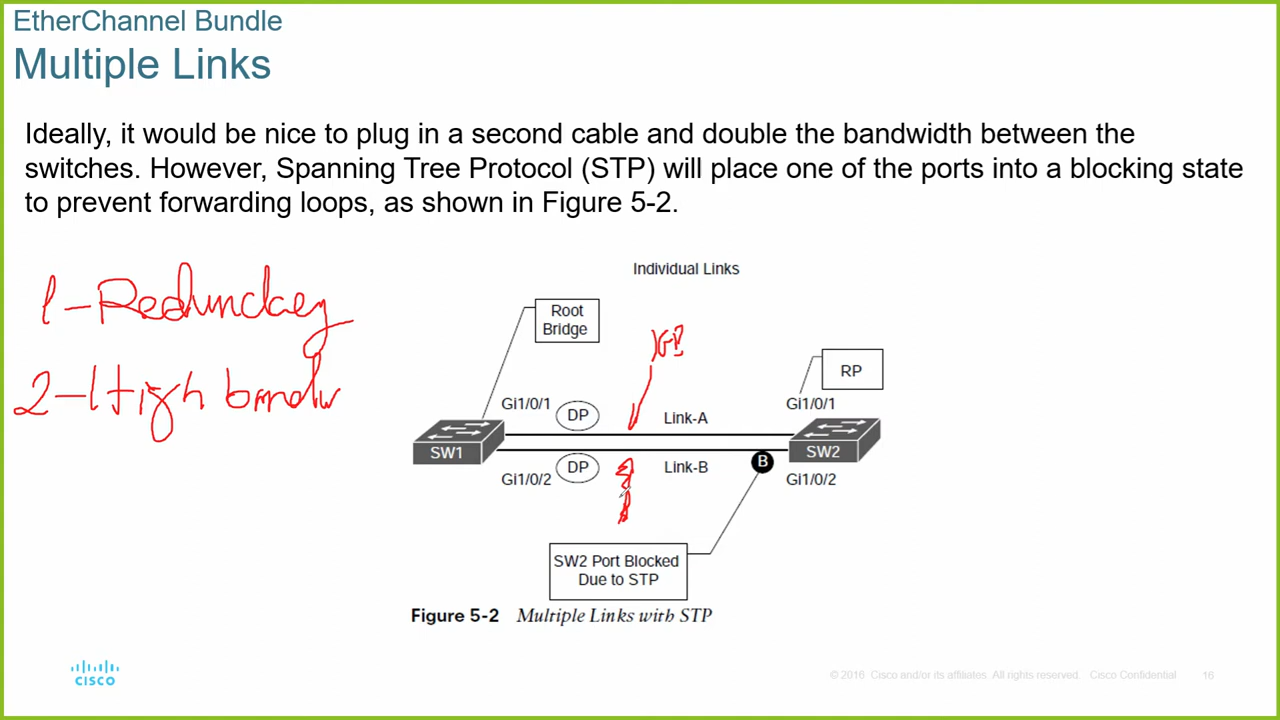 EtherChannel Bundle
Multiple Links
Ideally, it would be nice to plug in a second cable and double the bandwidth between the
switches. However, Spanning Tree Protocol (STP) will place one of the ports into a blocking state
to prevent forwarding loops, as shown in Figure 5-2.
1-Redunckey
2-High bandw
Individual Links
Root
Bridge
RP
Gi1/0/1
DP
Link-A
Gi1/0/1
SW1
SW2
Gi1/0/2
DP
Link-B
B
Gi1/0/2
SW2 Port Blocked
Due to STP
Figure 5-2 Multiple Links with STP
CISCO
© 2016 Cisco and/or its affiliates. All rights reserved Cisco Confidential 16